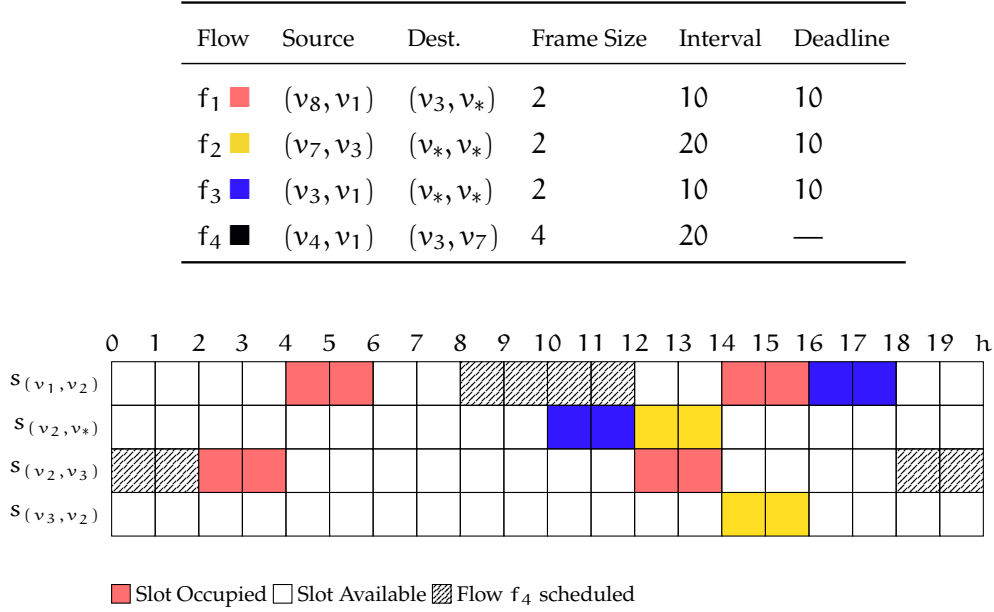 Flow Source Dest. Frame Size Interval Deadline
f₁ (v₈, v₁) (v₃, v∗) 2 10 10
f₂ (v₇, v₃) (v∗, v∗) 2 20 10
f₃ (v₃, v₁) (v∗, v∗) 2 10 10
f₄ (v₄, v₁) (v₃, v₇) 4 20 —
0 1 2 3 4 5 6 7 8 9 10 11 12 13 14 15 16 17 18 19 h
s(v₁,v₂)
s(v₂,v∗)
s(v₂,v₃)
s(v₃,v₂)
Slot Occupied Slot Available Flow f₄ scheduled